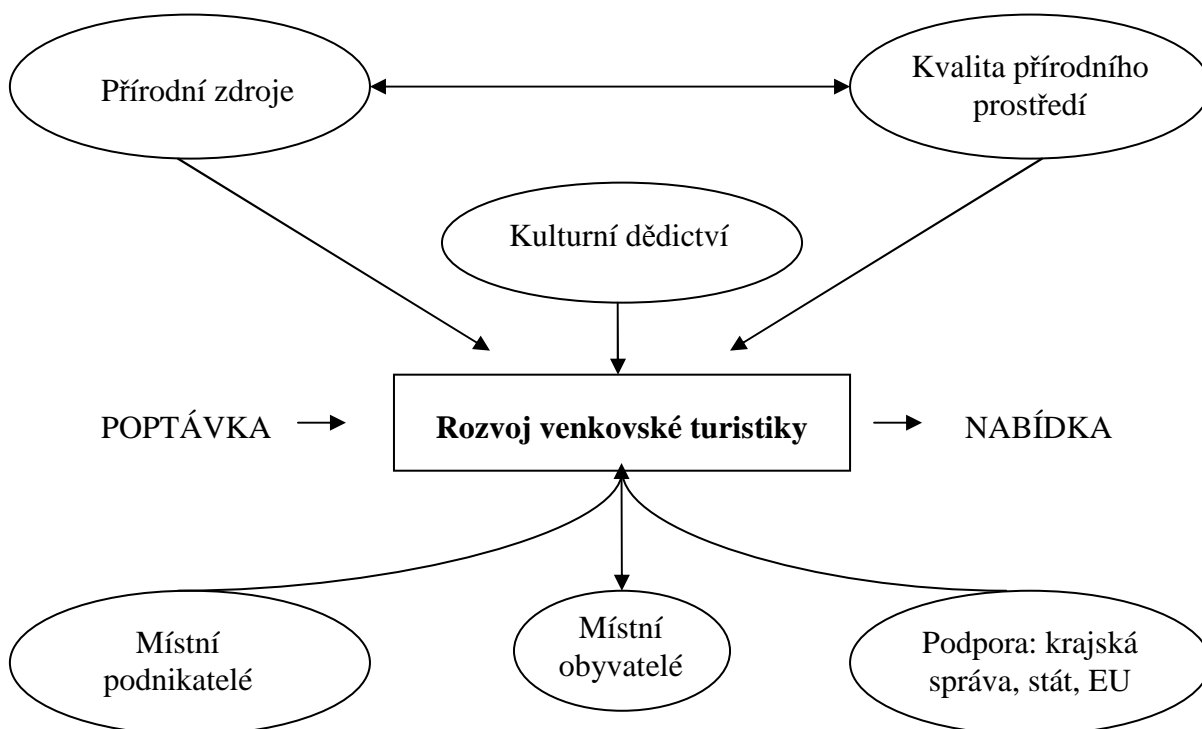 Přírodní zdroje
Kvalita přírodního
prostředí
Kulturní dědictví
POPTÁVKA
Rozvoj venkovské turistiky
NABÍDKA
Místní
podnikatelé
Místní
obyvatelé
Podpora: krajská
správa, stát, EU